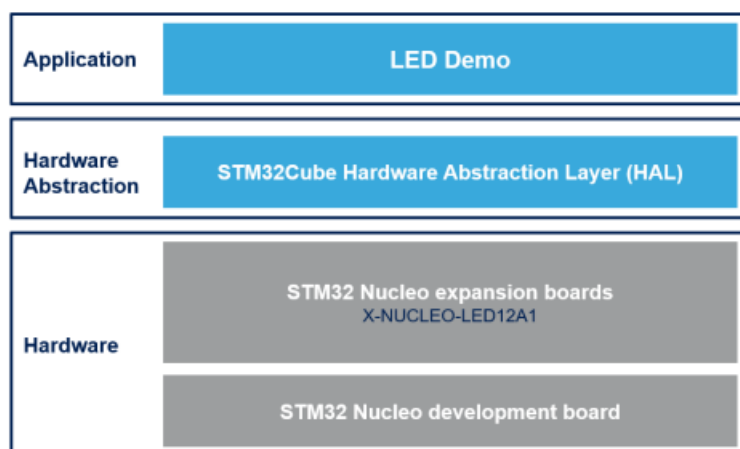 Application
LED Demo
Hardware
Abstraction
STM32Cube Hardware Abstraction Layer (HAL)
Hardware
STM32 Nucleo expansion boards
X-NUCLEO-LED12A1
STM32 Nucleo development board